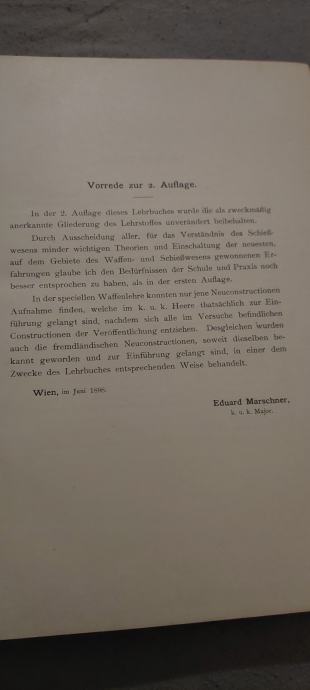 Vorrede zur 2. Auflage.
In der 2. Auflage dieses Lehrbuches wurde die als zweckmäßig
anerkannte Gliederung des Lehrstoffes unverändert beibehalten.
Durch Ausscheidung aller, für das Verständnis des Schieß-
wesens minder wichtigen Theorien und Einschaltung der neuesten,
auf dem Gebiete des Waffen- und Schießwesens gewonnenen Er-
fahrungen glaube ich den Bedürfnissen der Schule und Praxis noch
besser entsprochen zu haben, als in der ersten Auflage.
In der speciellen Waffenlehre konnten nur jene Neuconstructionen
Aufnahme finden, welche im k. u. k. Heere thatsächlich zur Ein-
führung gelangt sind, nachdem sich alle im Versuche befindlichen
Constructionen der Veröffentlichung entziehen. Desgleichen wurden
auch die fremdländischen Neuconstructionen, soweit dieselben be-
kannt geworden und zur Einführung gelangt sind, in einer dem
Zwecke des Lehrbuches entsprechenden Weise behandelt.
Wien, im Juni 1898.
Eduard Marschner,
k. u. k. Major.